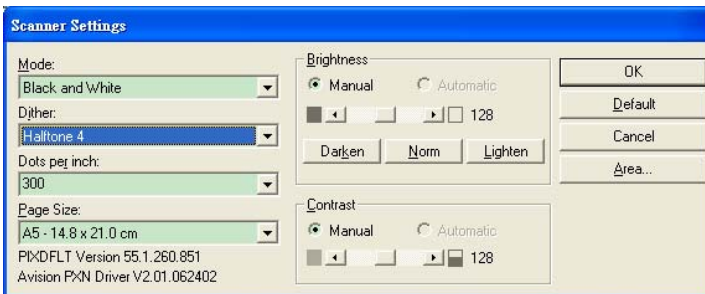 Scanner Settings
Mode:
Black and White
Dither:
Halftone 4
Dots per inch:
300
Page Size:
A5 - 14.8 x 21.0 cm
PIXDFLT Version 55.1.260.851
Avision PXN Driver V2.01.062402
Brightness
Manual Automatic
128
Darken Norm Lighten
Contrast
Manual Automatic
128
OK
Default
Cancel
Area...